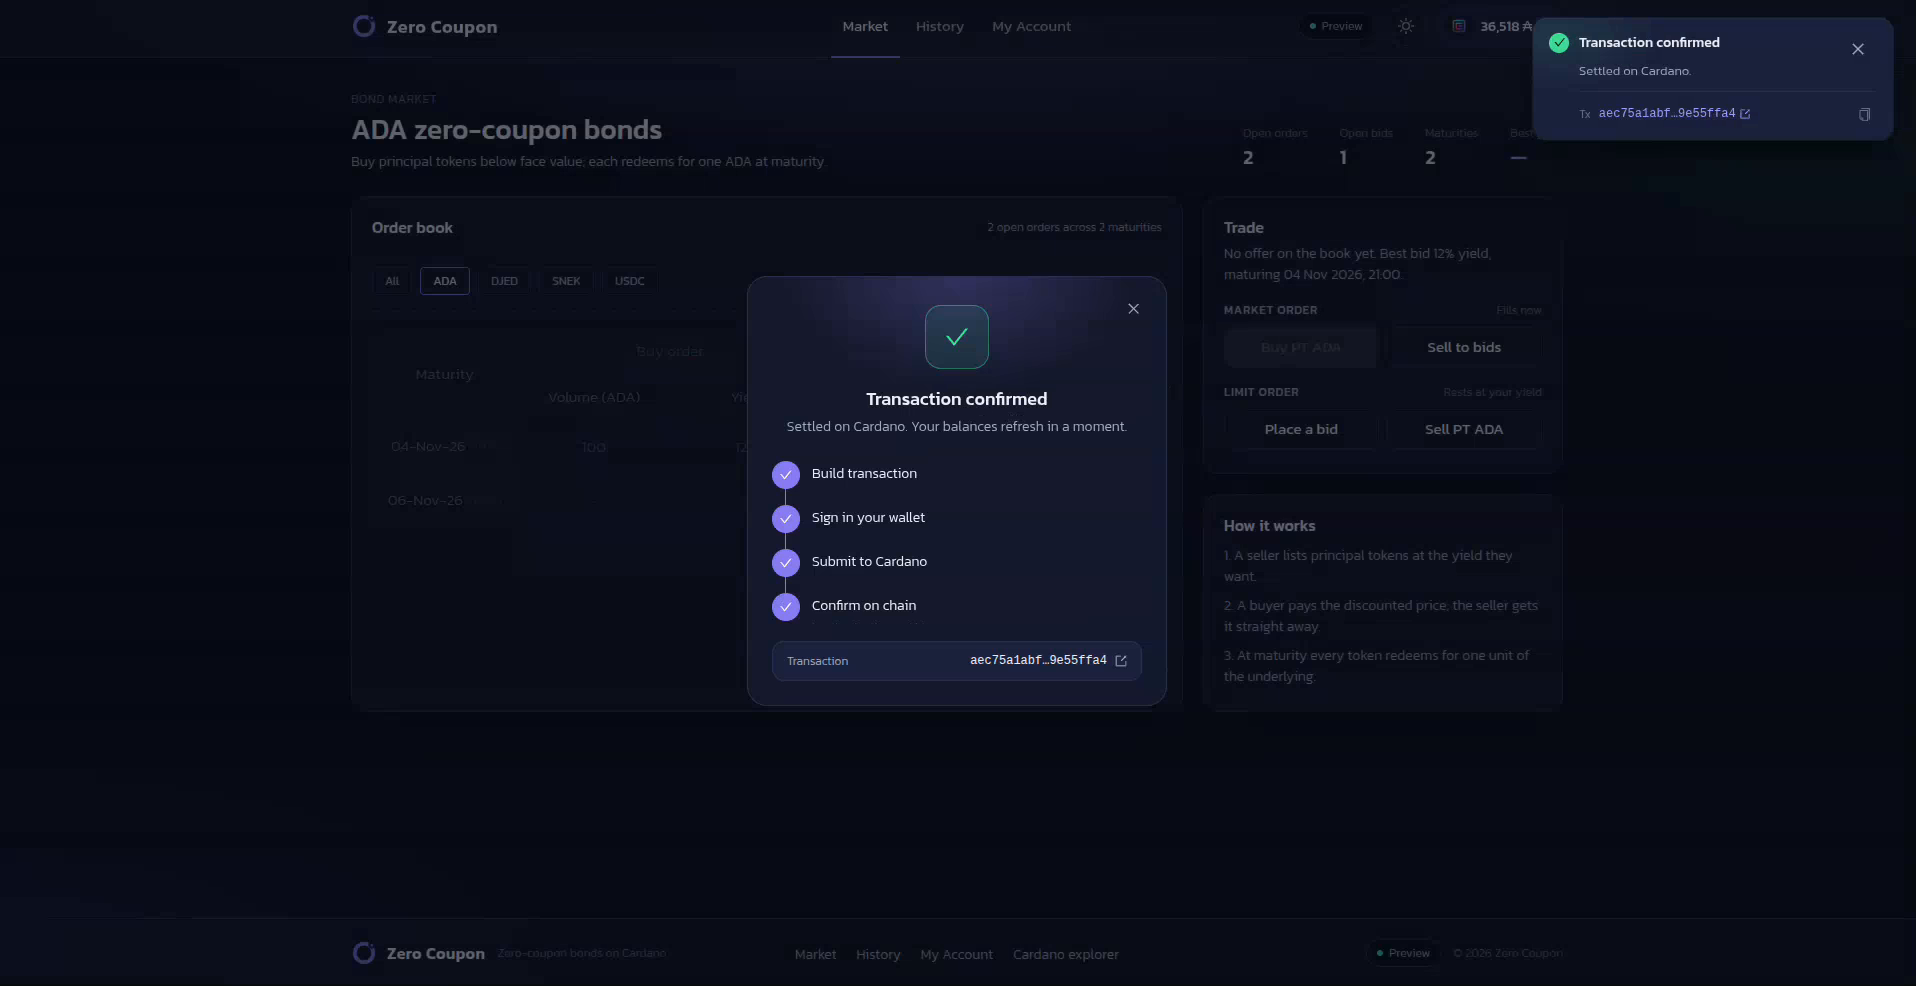 Zero Coupon
Market History My Account
Preview
36,518 ₳
Transaction confirmed
Settled on Cardano.
Tx aec75a1abf…9e55ffa4
BOND MARKET
ADA zero-coupon bonds
Buy principal tokens below face value; each redeems for one ADA at maturity.
Open orders Open bids Maturities Best
2 1 2 —
Order book
2 open orders across 2 maturities
All ADA DJED SNEK USDC
Buy order
Maturity
Volume (ADA)
04-Nov-26 100
06-Nov-26
Trade
No offer on the book yet. Best bid 12% yield,
maturing 04 Nov 2026, 21:00.
MARKET ORDER Fills now
Buy PT ADA Sell to bids
LIMIT ORDER Rests at your yield
Place a bid Sell PT ADA
How it works
1. A seller lists principal tokens at the yield they
want.
2. A buyer pays the discounted price; the seller gets
it straight away.
3. At maturity every token redeems for one unit of
the underlying.
Transaction confirmed
Settled on Cardano. Your balances refresh in a moment.
Build transaction
Sign in your wallet
Submit to Cardano
Confirm on chain
Transaction aec75a1abf…9e55ffa4
Zero Coupon Zero-coupon bonds on Cardano
Market History My Account Cardano explorer
Preview © 2026 Zero Coupon